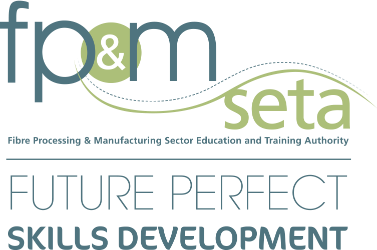 fp&m
seta
Fibre Processing & Manufacturing Sector Education and Training Authority
FUTURE PERFECT
SKILLS DEVELOPMENT